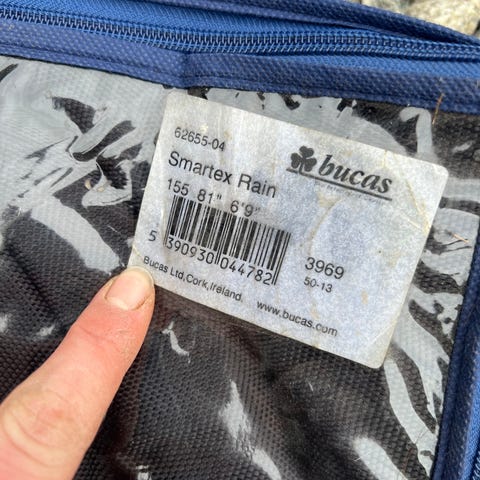 62655-04
bucas
Smartex Rain
155 81" 6'9"
5 390930 044782
3969
50-13
Bucas Ltd,Cork,Ireland
www.bucas.com